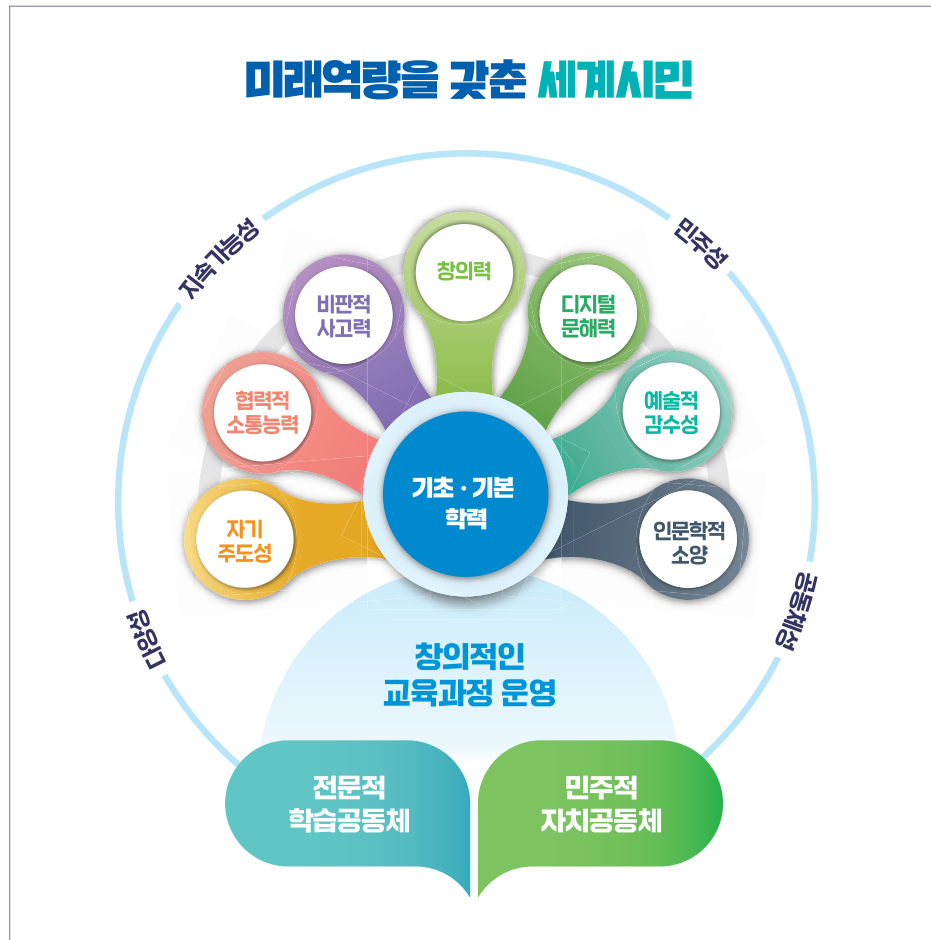 미래역량을 갖춘 세계시민
지속가능성
민주성
창의력
비판적
사고력
디지털
문해력
협력적
소통능력
예술적
감수성
기초 · 기본
학력
자기
주도성
인문학적
소양
다양성
공동체성
창의적인
교육과정 운영
전문적
학습공동체
민주적
자치공동체